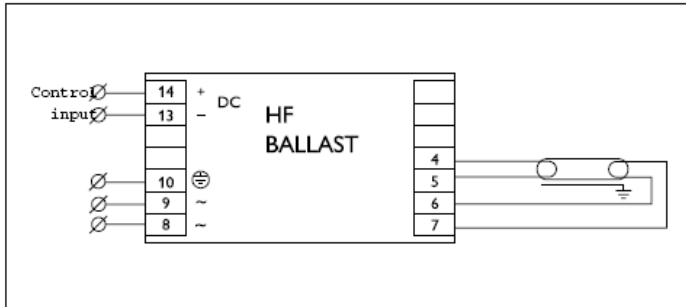 Control 14 + DC
input 13 –
HF
BALLAST
4
10 5
9 ~ 6
8 ~ 7